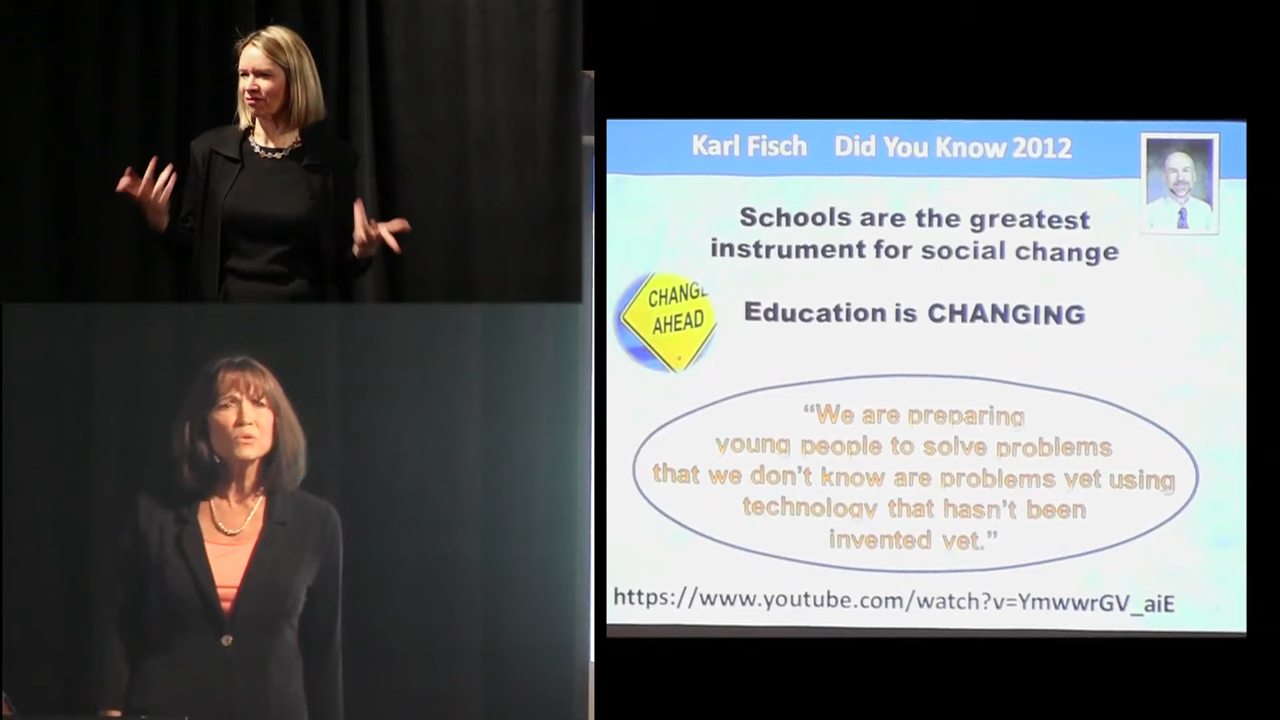 Karl Fisch Did You Know 2012
Schools are the greatest
instrument for social change
CHANGE
AHEAD
Education is CHANGING
“We are preparing
young people to solve problems
that we don’t know are problems yet using
technology that hasn’t been
invented yet.”
https://www.youtube.com/watch?v=YmwwrGV_aiE